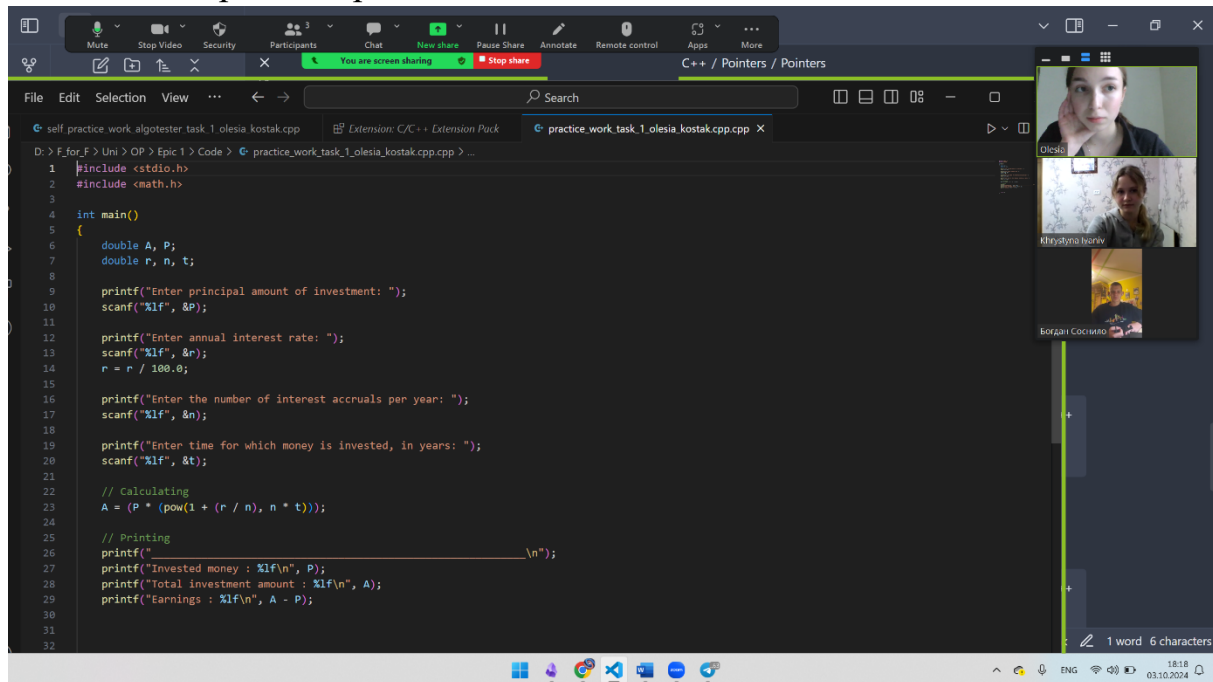 3
Mute
Stop Video
Security
Participants
Chat
New share
Pause Share
Annotate
Remote control
Apps
More
You are screen sharing
Stop share
C++ / Pointers / Pointers
File Edit Selection View ...
Search
self_practice_work_algotester_task_1_olesia_kostak.cpp
Extension: C/C++ Extension Pack
practice_work_task_1_olesia_kostak.cpp.cpp
D: > F_for_F > Uni > OP > Epic 1 > Code > practice_work_task_1_olesia_kostak.cpp.cpp > ...
1 #include <stdio.h>
2 #include <math.h>
3
4 int main()
5 {
6 double A, P;
7 double r, n, t;
8
9 printf("Enter principal amount of investment: ");
10 scanf("%lf", &P);
11
12 printf("Enter annual interest rate: ");
13 scanf("%lf", &r);
14 r = r / 100.0;
15
16 printf("Enter the number of interest accruals per year: ");
17 scanf("%lf", &n);
18
19 printf("Enter time for which money is invested, in years: ");
20 scanf("%lf", &t);
21
22 // Calculating
23 A = (P * (pow(1 + (r / n), n * t)));
24
25 // Printing
26 printf("____________________________________________________________\n");
27 printf("Invested money : %lf\n", P);
28 printf("Total investment amount : %lf\n", A);
29 printf("Earnings : %lf\n", A - P);
30
31
32
Olesia
Khrystyna Ivaniv
Богдан Соснило
1 word 6 characters
ENG
18:18
03.10.2024